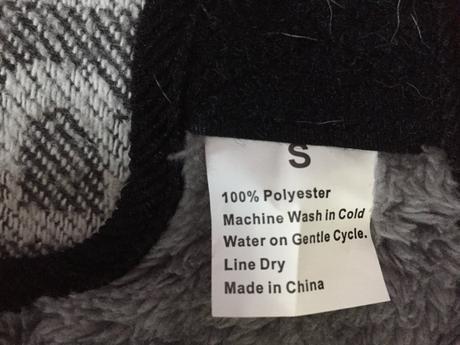 S
100% Polyester
Machine Wash in Cold
Water on Gentle Cycle.
Line Dry
Made in China